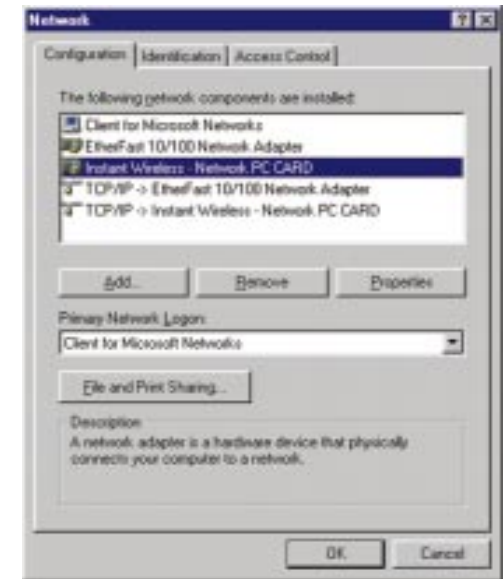 Network
Configuration Identification Access Control
The following network components are installed:
Client for Microsoft Networks
EtherFast 10/100 Network Adapter
Instant Wireless - Network PC CARD
TCP/IP -> EtherFast 10/100 Network Adapter
TCP/IP -> Instant Wireless - Network PC CARD
Add... Remove Properties
Primary Network Logon:
Client for Microsoft Networks
File and Print Sharing...
Description
A network adapter is a hardware device that physically
connects your computer to a network.
OK Cancel